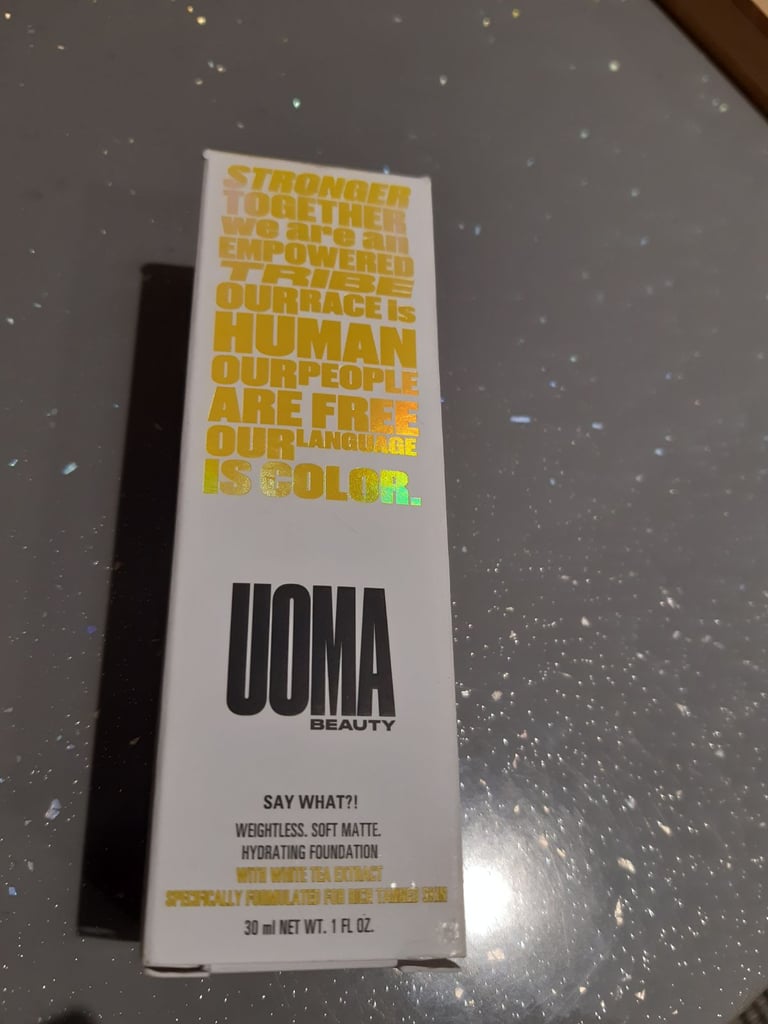 STRONGER
TOGETHER
we are an
EMPOWERED
TRIBE
OUR RACE Is
HUMAN
OUR PEOPLE
ARE FREE
OUR LANGUAGE
IS COLOR.
UOMA
BEAUTY
SAY WHAT?!
WEIGHTLESS. SOFT MATTE.
HYDRATING FOUNDATION
WITH WHITE TEA EXTRACT
SPECIFICALLY FORMULATED FOR RICH TANNED SKIN
30 ml NET WT. 1 FL OZ.